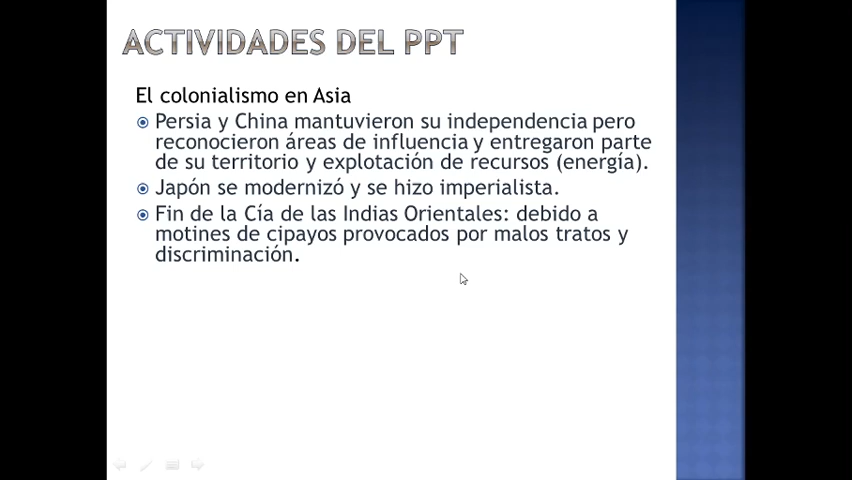 ACTIVIDADES DEL PPT
El colonialismo en Asia
Persia y China mantuvieron su independencia pero
reconocieron áreas de influencia y entregaron parte
de su territorio y explotación de recursos (energía).
Japón se modernizó y se hizo imperialista.
Fin de la Cía de las Indias Orientales: debido a
motines de cipayos provocados por malos tratos y
discriminación.